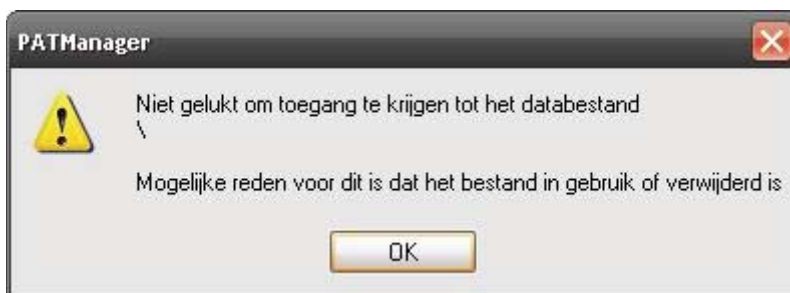 PATManager
Niet gelukt om toegang te krijgen tot het databestand
\
Mogelijke reden voor dit is dat het bestand in gebruik of verwijderd is
OK